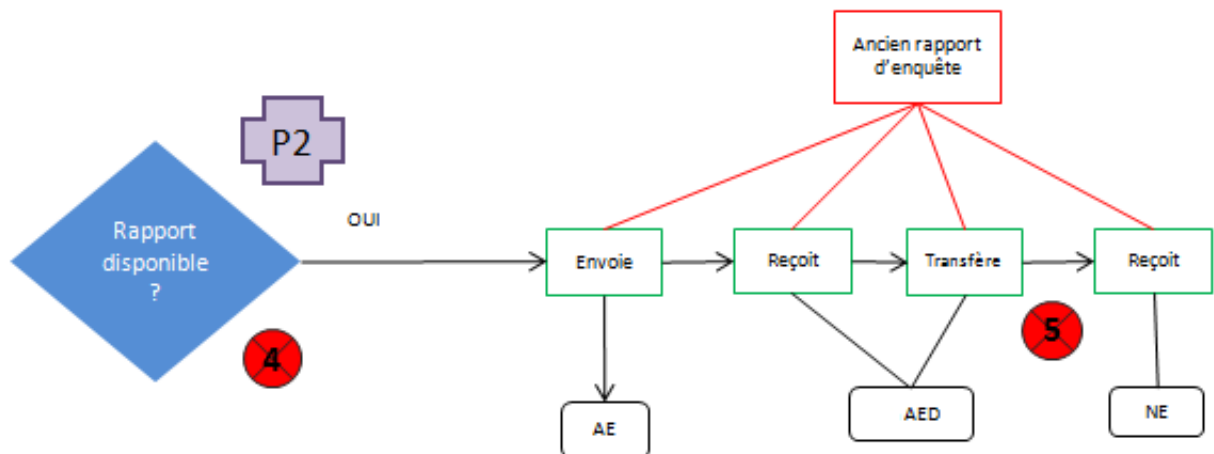 Ancien rapport
d'enquête
P2
OUI
Rapport
disponible
?
Envoie
Reçoit
Transfère
Reçoit
4
5
AE
AED
NE